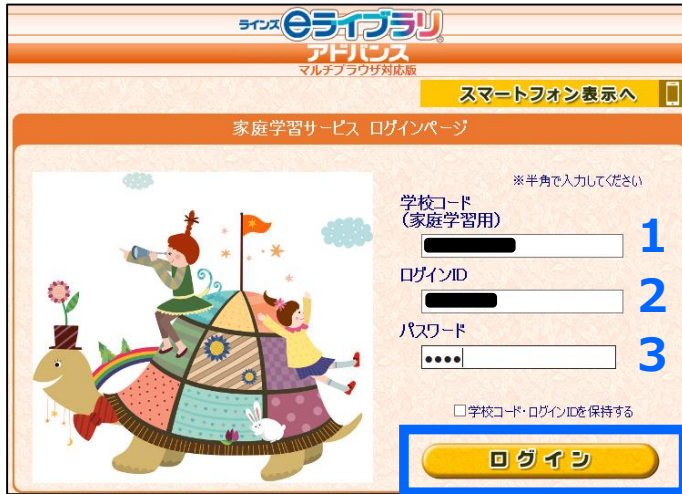 ラインズeライブラリ
アドバンス
マルチブラウザ対応版
スマートフォン表示へ
家庭学習サービス ログインページ
※半角で入力してください
学校コード
(家庭学習用)
1
ログインID
2
パスワード
••••
3
学校コード・ログインIDを保持する
ログイン